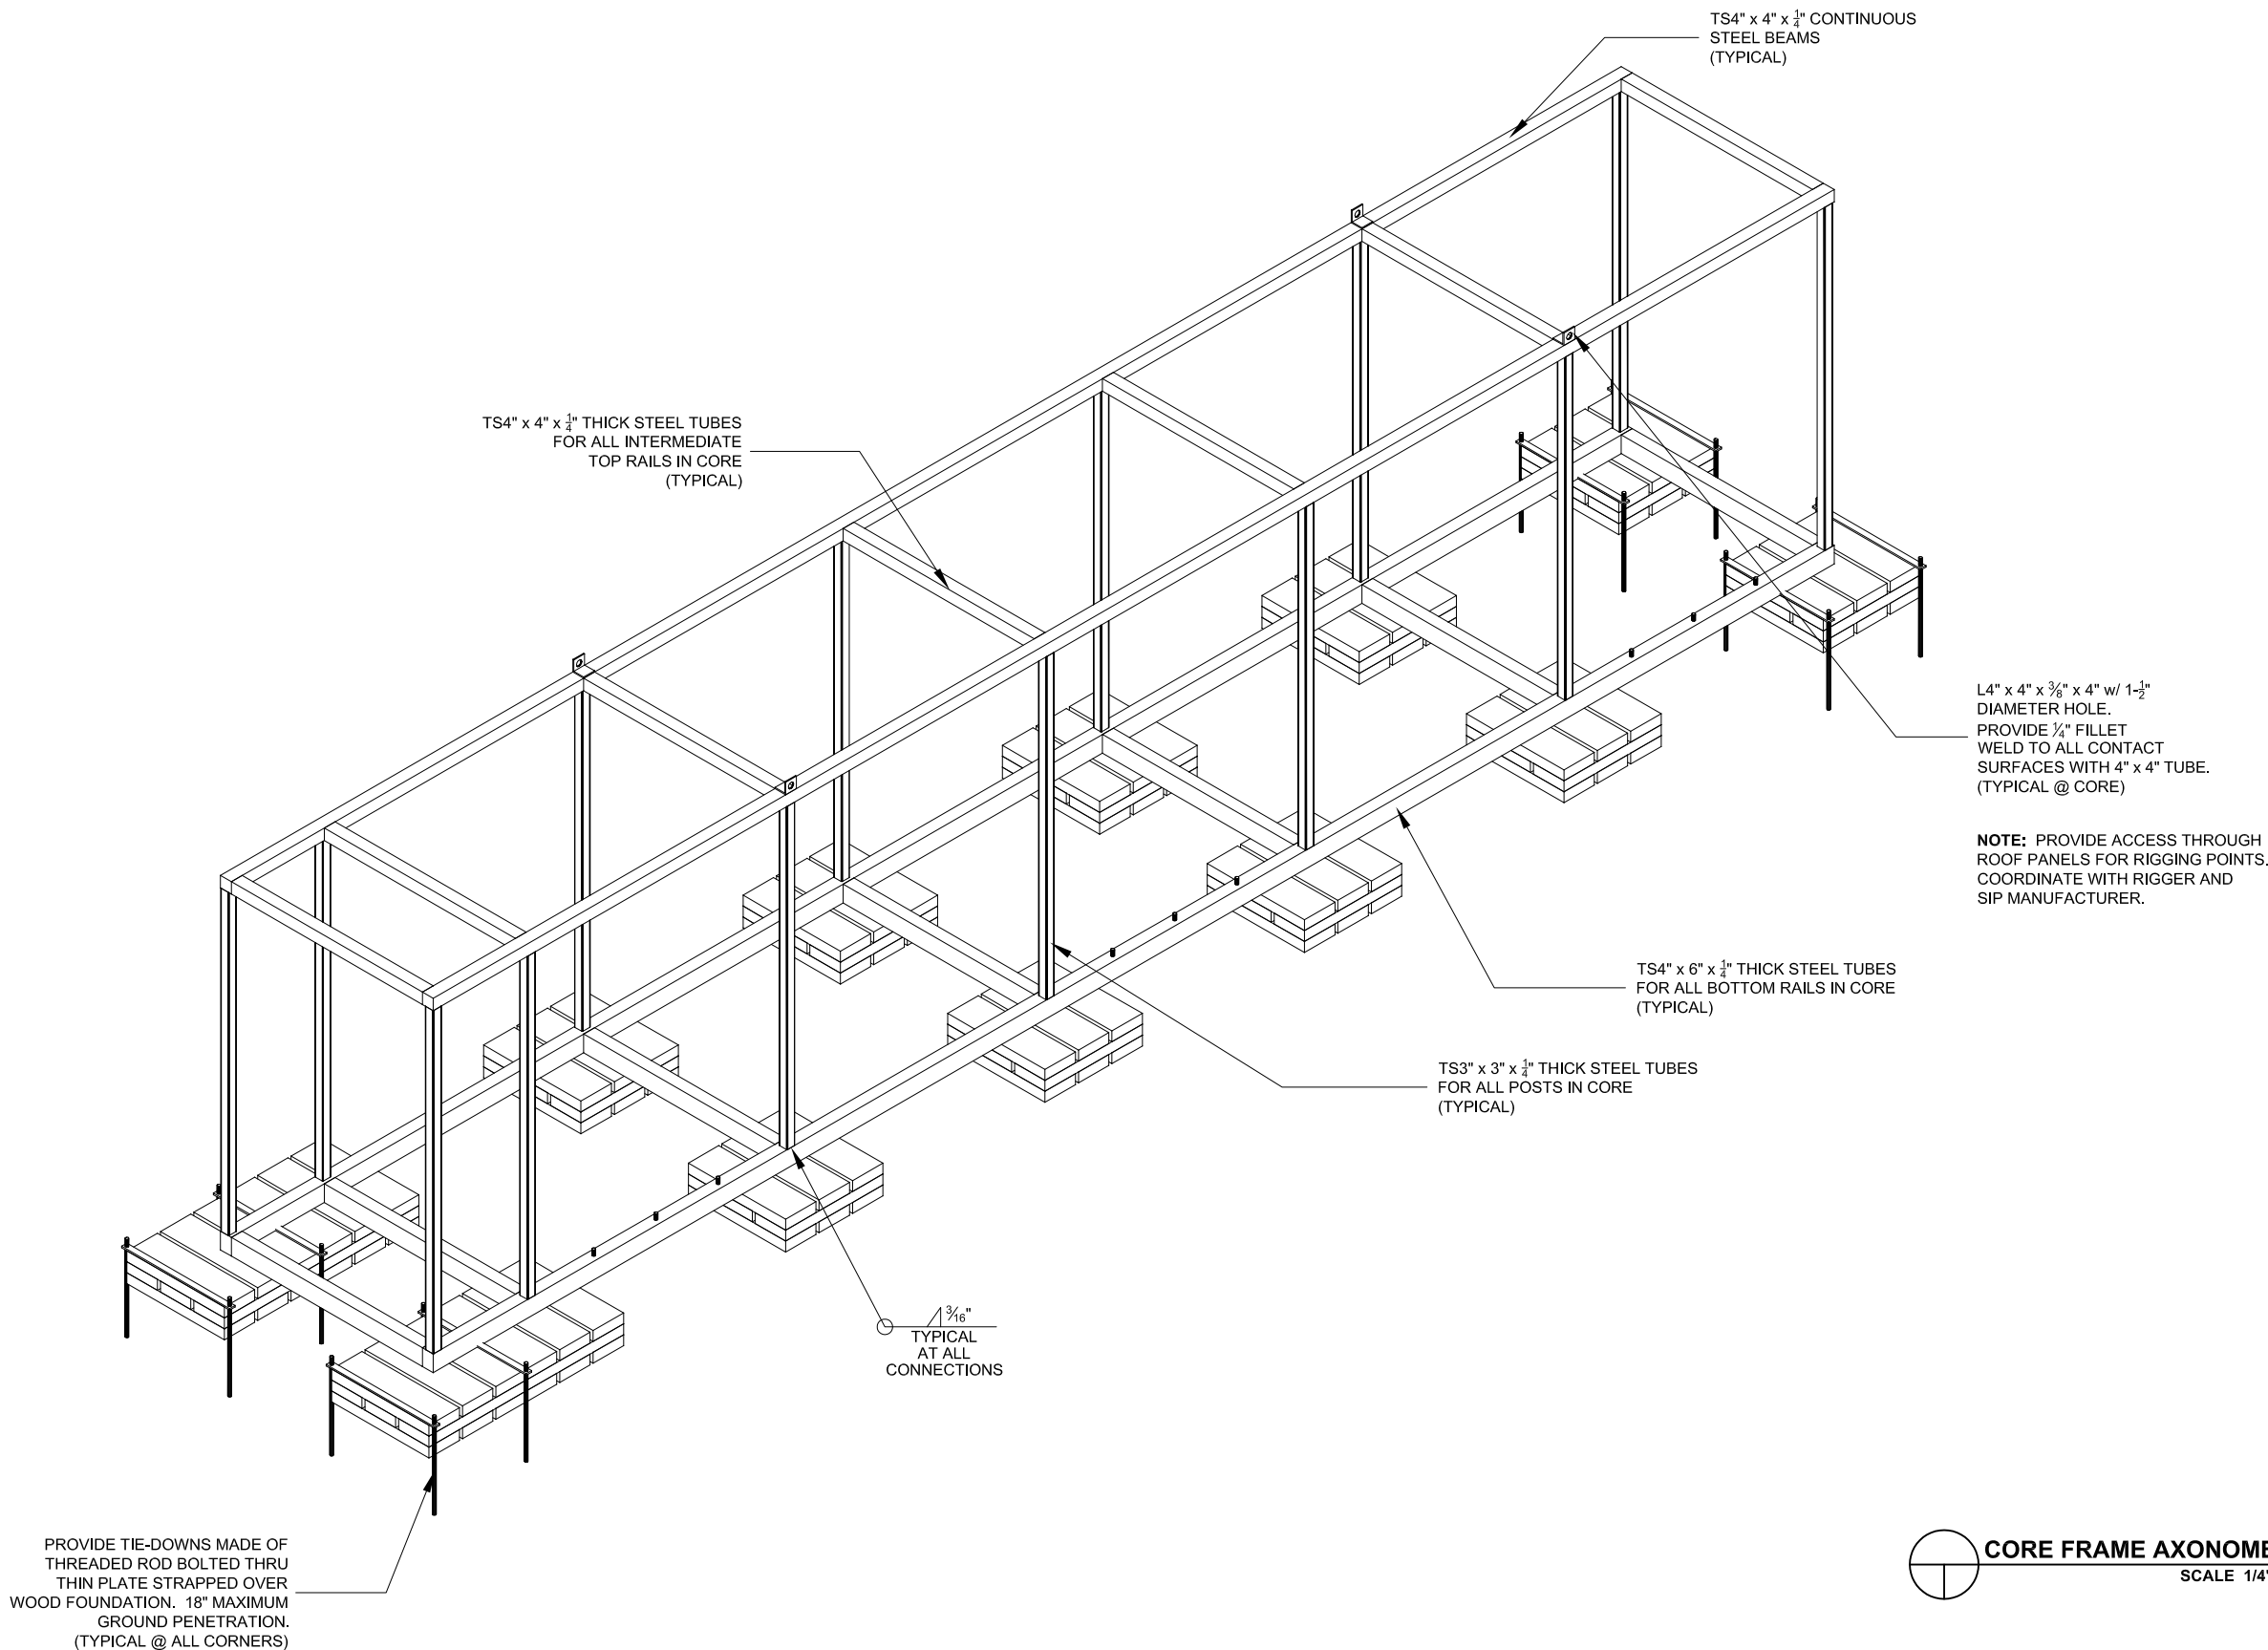 TS4" x 4" x 1/4" CONTINUOUS
STEEL BEAMS
(TYPICAL)
TS4" x 4" x 1/4" THICK STEEL TUBES
FOR ALL INTERMEDIATE
TOP RAILS IN CORE
(TYPICAL)
L4" x 4" x 3/8" x 4" w/ 1-1/2"
DIAMETER HOLE.
PROVIDE 1/4" FILLET
WELD TO ALL CONTACT
SURFACES WITH 4" x 4" TUBE.
(TYPICAL @ CORE)
NOTE: PROVIDE ACCESS THROUGH
ROOF PANELS FOR RIGGING POINTS.
COORDINATE WITH RIGGER AND
SIP MANUFACTURER.
TS4" x 6" x 1/4" THICK STEEL TUBES
FOR ALL BOTTOM RAILS IN CORE
(TYPICAL)
TS3" x 3" x 1/4" THICK STEEL TUBES
FOR ALL POSTS IN CORE
(TYPICAL)
3/16"
TYPICAL
AT ALL
CONNECTIONS
PROVIDE TIE-DOWNS MADE OF
THREADED ROD BOLTED THRU
THIN PLATE STRAPPED OVER
WOOD FOUNDATION. 18" MAXIMUM
GROUND PENETRATION.
(TYPICAL @ ALL CORNERS)
CORE FRAME AXONOME
SCALE 1/4"